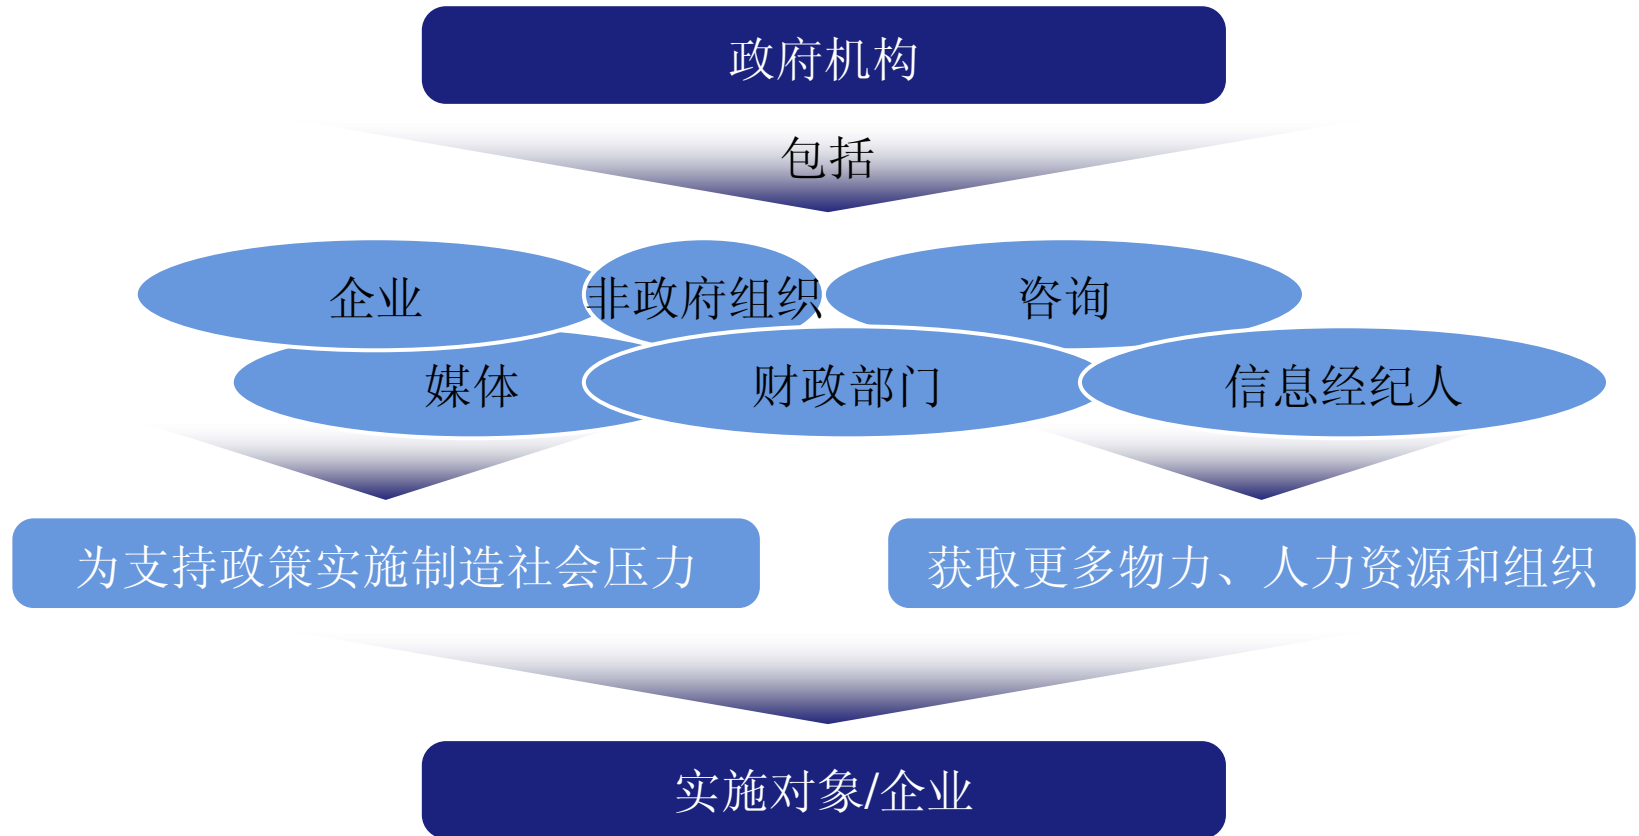 政府机构
包括
企业
非政府组织
咨询
媒体
财政部门
信息经纪人
为支持政策实施制造社会压力
获取更多物力、人力资源和组织
实施对象/企业